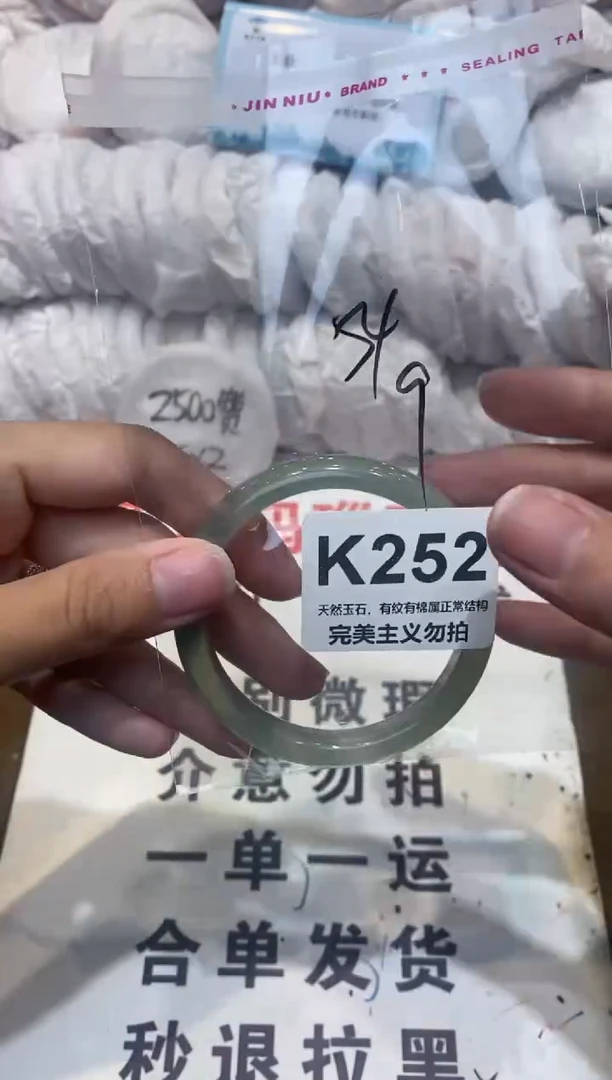 JIN NIU BRAND * * * SEALING TA
54
9
2500
K252
天然玉石，有纹有棉属正常结构
完美主义勿拍
别微瑕
介意勿拍
一单一运
合单发货
秒退拉黑